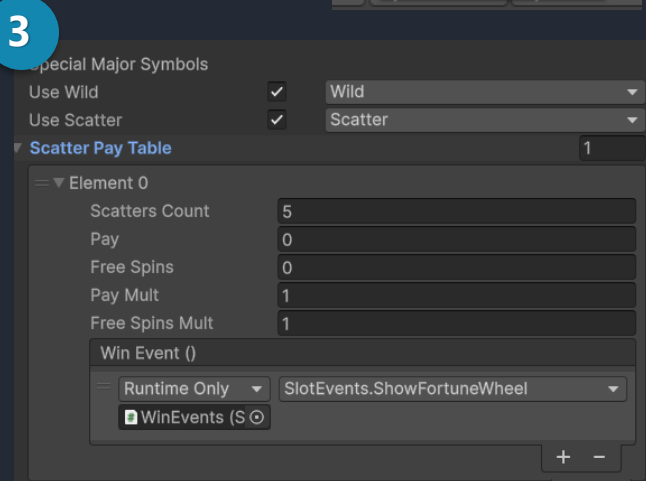 3
Special Major Symbols
Use Wild Wild
Use Scatter Scatter
Scatter Pay Table 1
Element 0
Scatters Count 5
Pay 0
Free Spins 0
Pay Mult 1
Free Spins Mult 1
Win Event ()
Runtime Only SlotEvents.ShowFortuneWheel
WinEvents (S
+ −